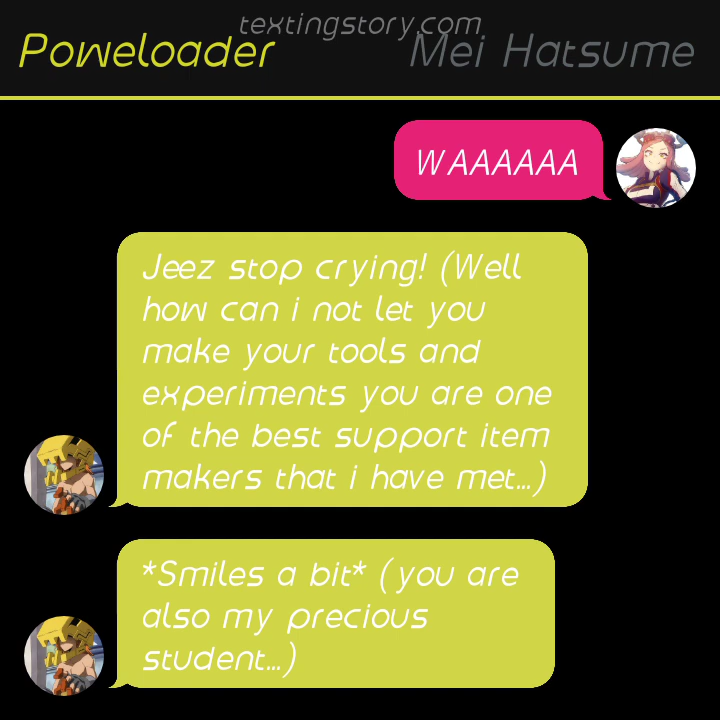 textingstory.com
Poweloader
Mei Hatsume
WAAAAAA
Jeez stop crying! (Well
how can i not let you
make your tools and
experiments you are one
of the best support item
makers that i have met...)
*Smiles a bit* (you are
also my precious
student...)